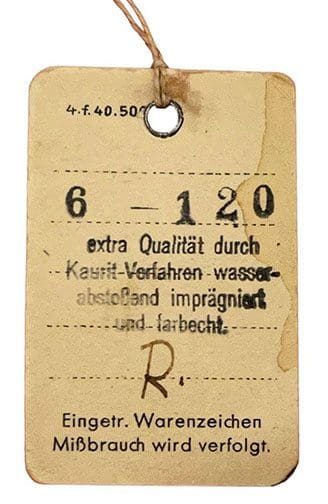 4.f.40.50
6 - 120
extra Qualität durch
Kaurit-Verfahren wasser-
abstoßend imprägniert
und farbecht.
R.
Eingetr. Warenzeichen
Mißbrauch wird verfolgt.